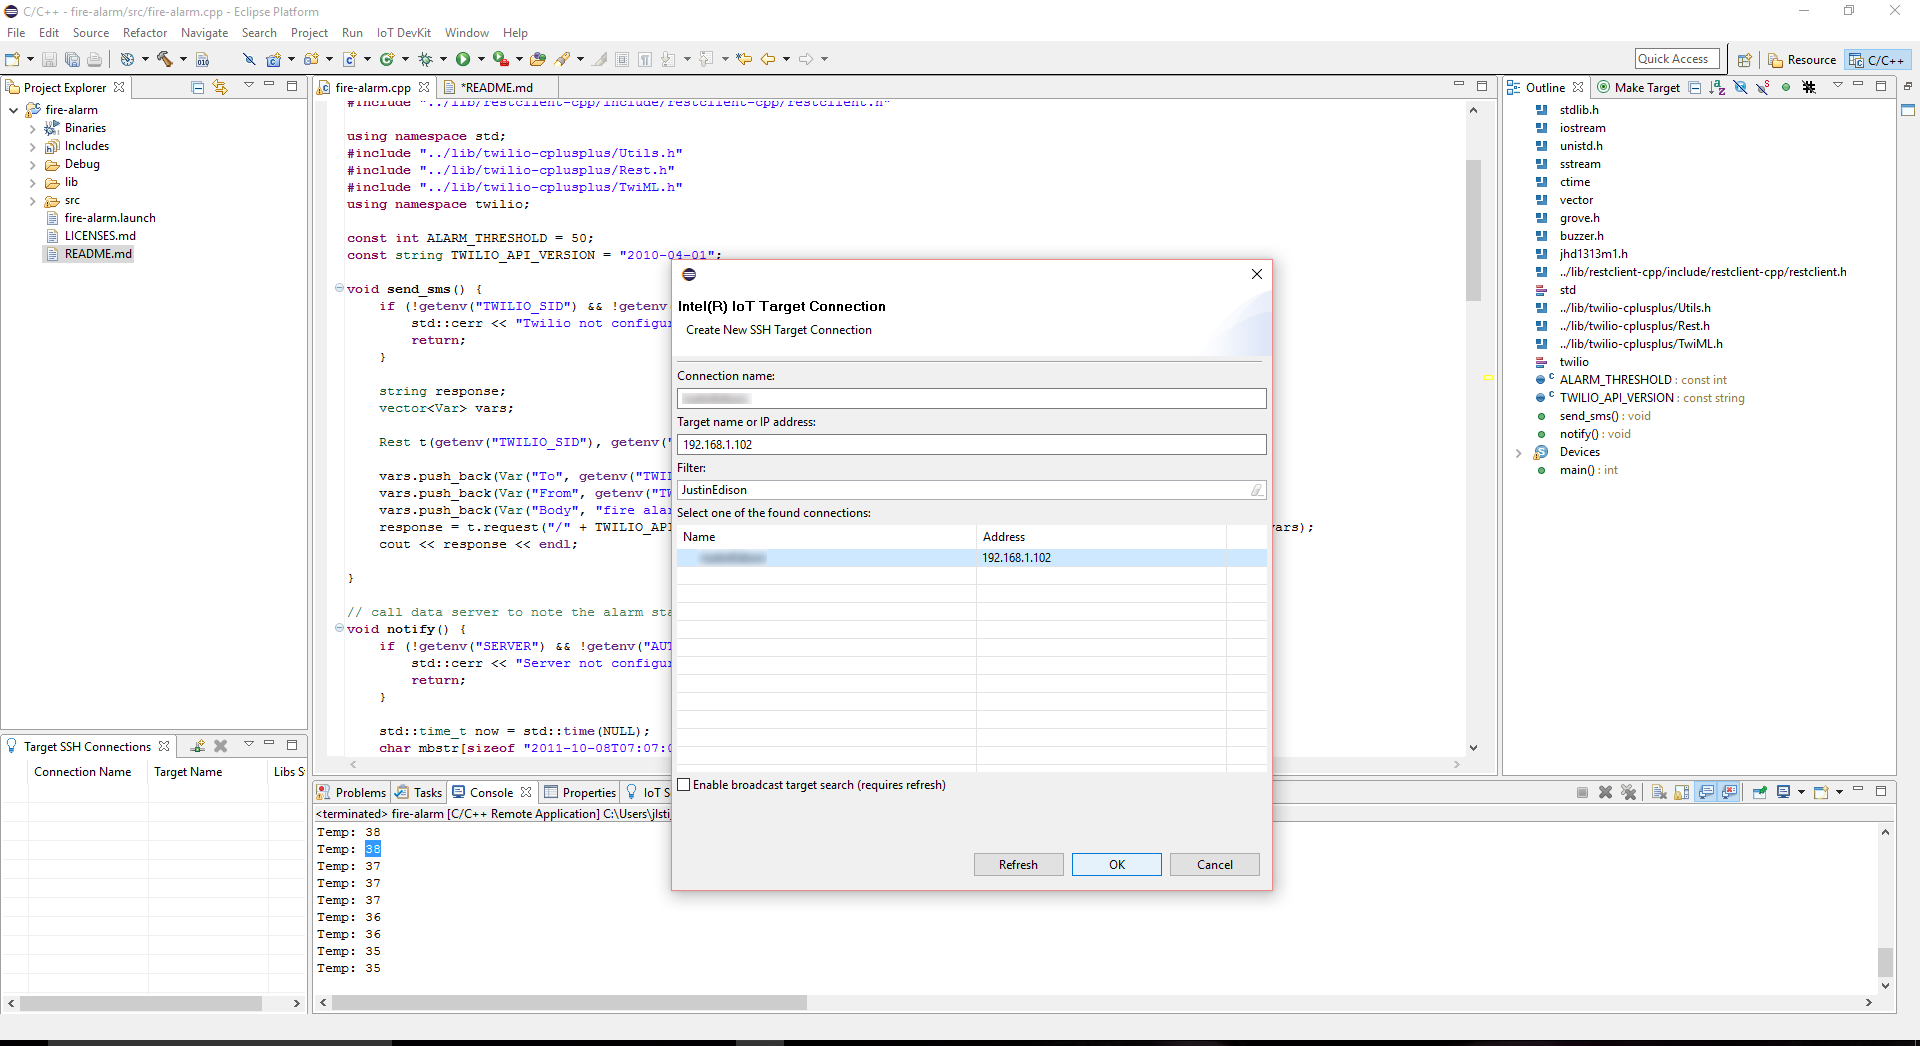 C/C++ - fire-alarm/src/fire-alarm.cpp - Eclipse Platform
File Edit Source Refactor Navigate Search Project Run IoT DevKit Window Help
Quick Access
Resource
C/C++
Project Explorer
fire-alarm
Binaries
Includes
Debug
lib
src
fire-alarm.launch
LICENSES.md
README.md
fire-alarm.cpp
*README.md
#include "../lib/restclient-cpp/include/restclient-cpp/restclient.h"
using namespace std;
#include "../lib/twilio-cplusplus/Utils.h"
#include "../lib/twilio-cplusplus/Rest.h"
#include "../lib/twilio-cplusplus/TwiML.h"
using namespace twilio;
const int ALARM_THRESHOLD = 50;
const string TWILIO_API_VERSION = "2010-04-01";
void send_sms() {
if (!getenv("TWILIO_SID") && !getenv
std::cerr << "Twilio not configur
return;
}
string response;
vector<Var> vars;
Rest t(getenv("TWILIO_SID"), getenv("
vars.push_back(Var("To", getenv("TWIL
vars.push_back(Var("From", getenv("TW
vars.push_back(Var("Body", "fire alar
response = t.request("/" + TWILIO_API
ars);
cout << response << endl;
}
// call data server to note the alarm sta
void notify() {
if (!getenv("SERVER") && !getenv("AUT
std::cerr << "Server not configur
return;
}
std::time_t now = std::time(NULL);
char mbstr[sizeof "2011-10-08T07:07:0
Intel(R) IoT Target Connection
Create New SSH Target Connection
Connection name:
Target name or IP address:
192.168.1.102
Filter:
JustinEdison
Select one of the found connections:
Name Address
192.168.1.102
Enable broadcast target search (requires refresh)
Refresh OK Cancel
Outline
Make Target
stdlib.h
iostream
unistd.h
sstream
ctime
vector
grove.h
buzzer.h
jhd1313m1.h
../lib/restclient-cpp/include/restclient-cpp/restclient.h
std
../lib/twilio-cplusplus/Utils.h
../lib/twilio-cplusplus/Rest.h
../lib/twilio-cplusplus/TwiML.h
twilio
ALARM_THRESHOLD : const int
TWILIO_API_VERSION : const string
send_sms() : void
notify() : void
Devices
main() : int
Target SSH Connections
Connection Name Target Name Libs S
Problems Tasks Console Properties IoT S
<terminated> fire-alarm [C/C++ Remote Application] C:\Users\jlsti
Temp: 38
Temp: 38
Temp: 37
Temp: 37
Temp: 37
Temp: 36
Temp: 36
Temp: 35
Temp: 35